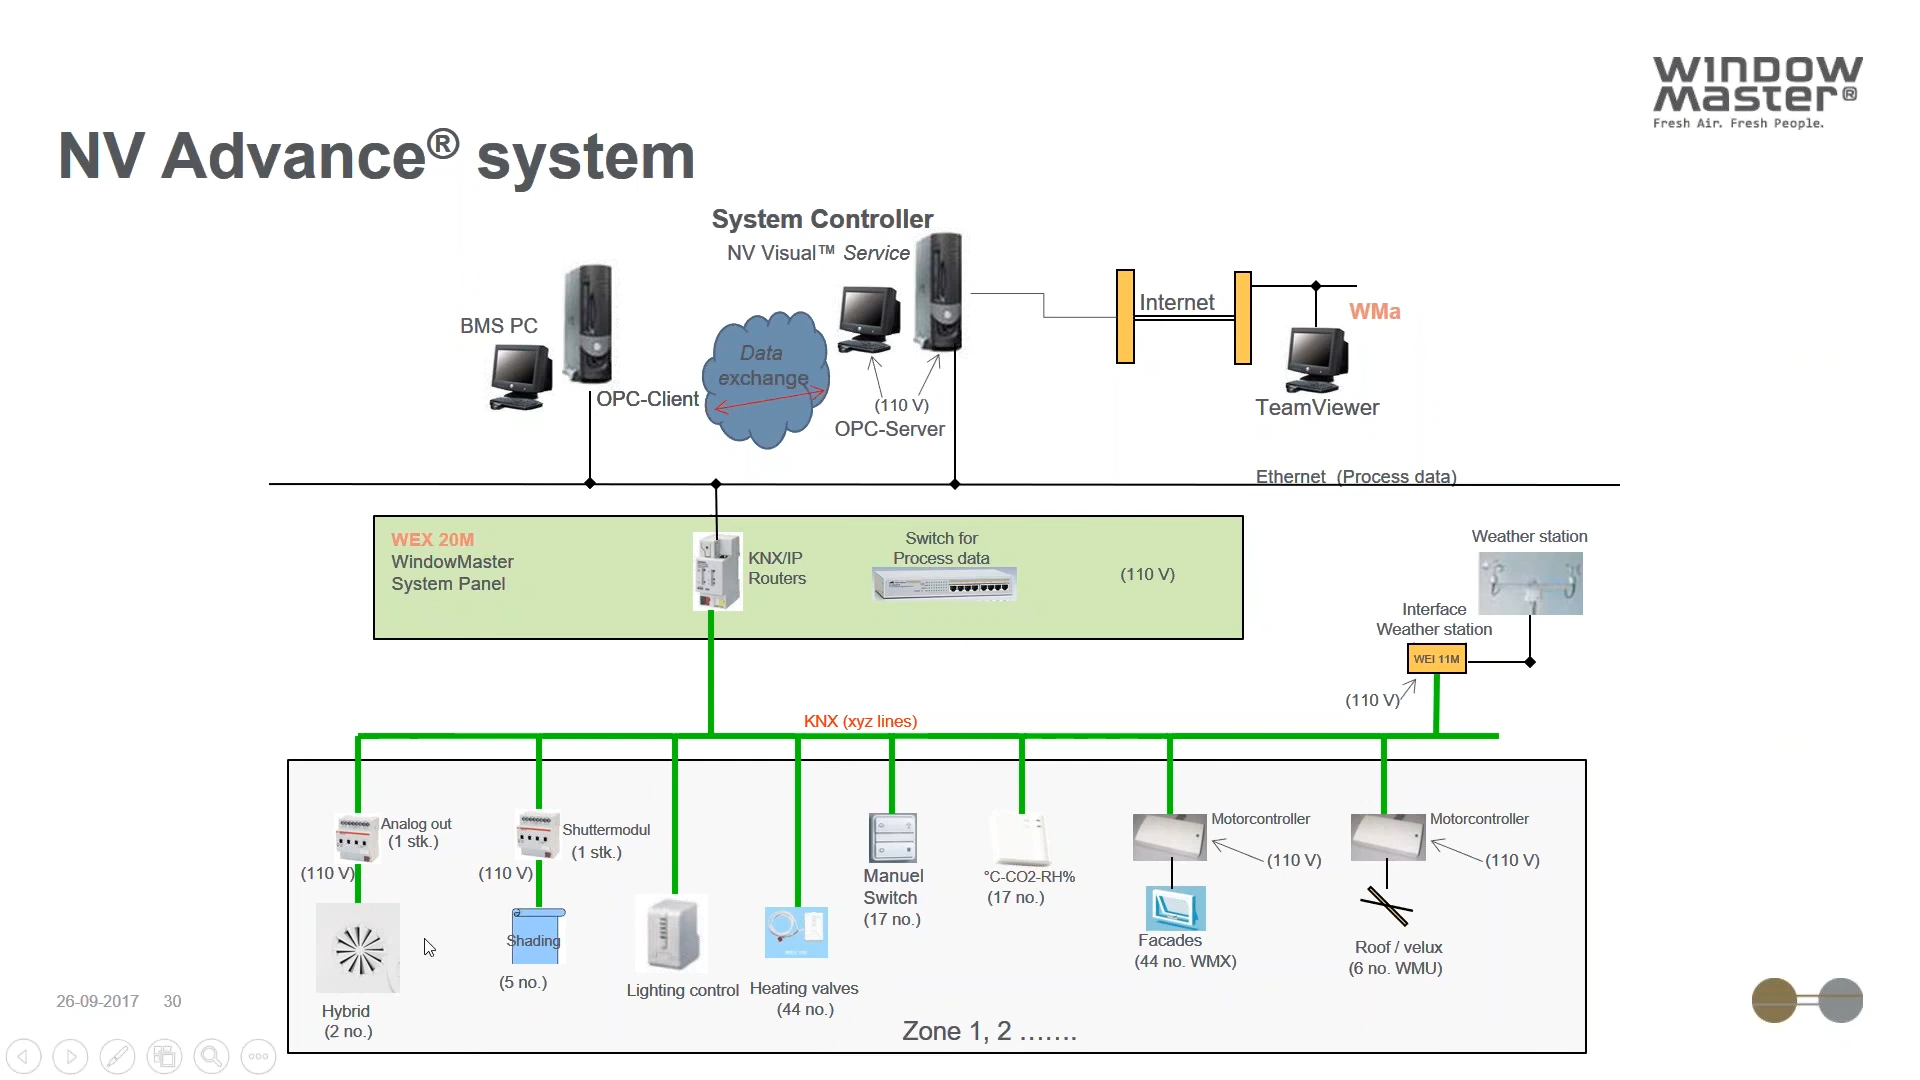 WINDOW
Master®
Fresh Air. Fresh People.
NV Advance® system
System Controller
NV Visual™ Service
BMS PC
Data
exchange
OPC-Client
(110 V)
OPC-Server
Internet
WMa
TeamViewer
Ethernet (Process data)
WEX 20M
WindowMaster
System Panel
KNX/IP
Routers
Switch for
Process data
(110 V)
Weather station
Interface
Weather station
WEI 11M
(110 V)
KNX (xyz lines)
Analog out
(1 stk.)
(110 V)
Hybrid
(2 no.)
Shuttermodul
(1 stk.)
(110 V)
Shading
(5 no.)
Lighting control
Heating valves
(44 no.)
Manuel
Switch
(17 no.)
°C-CO2-RH%
(17 no.)
Motorcontroller
(110 V)
Facades
(44 no. WMX)
Motorcontroller
(110 V)
Roof / velux
(6 no. WMU)
Zone 1, 2 .......
26-09-2017 30